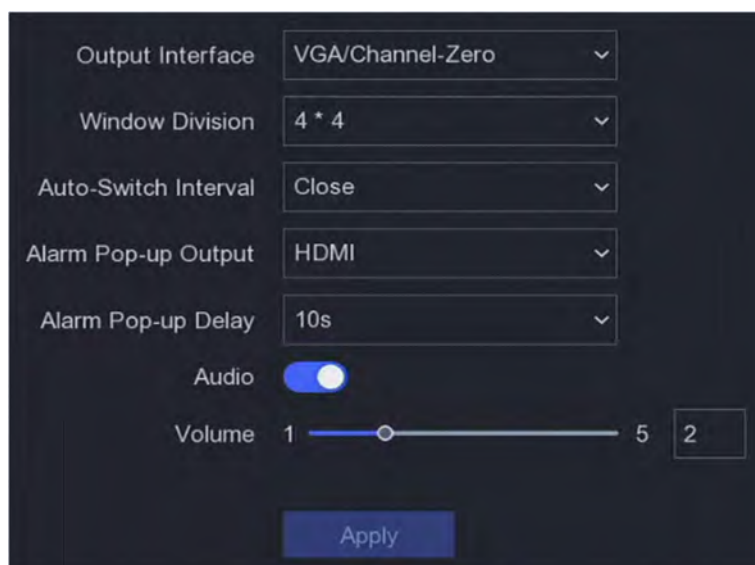 Output Interface VGA/Channel-Zero
Window Division 4 * 4
Auto-Switch Interval Close
Alarm Pop-up Output HDMI
Alarm Pop-up Delay 10s
Audio
Volume 1 5 2
Apply